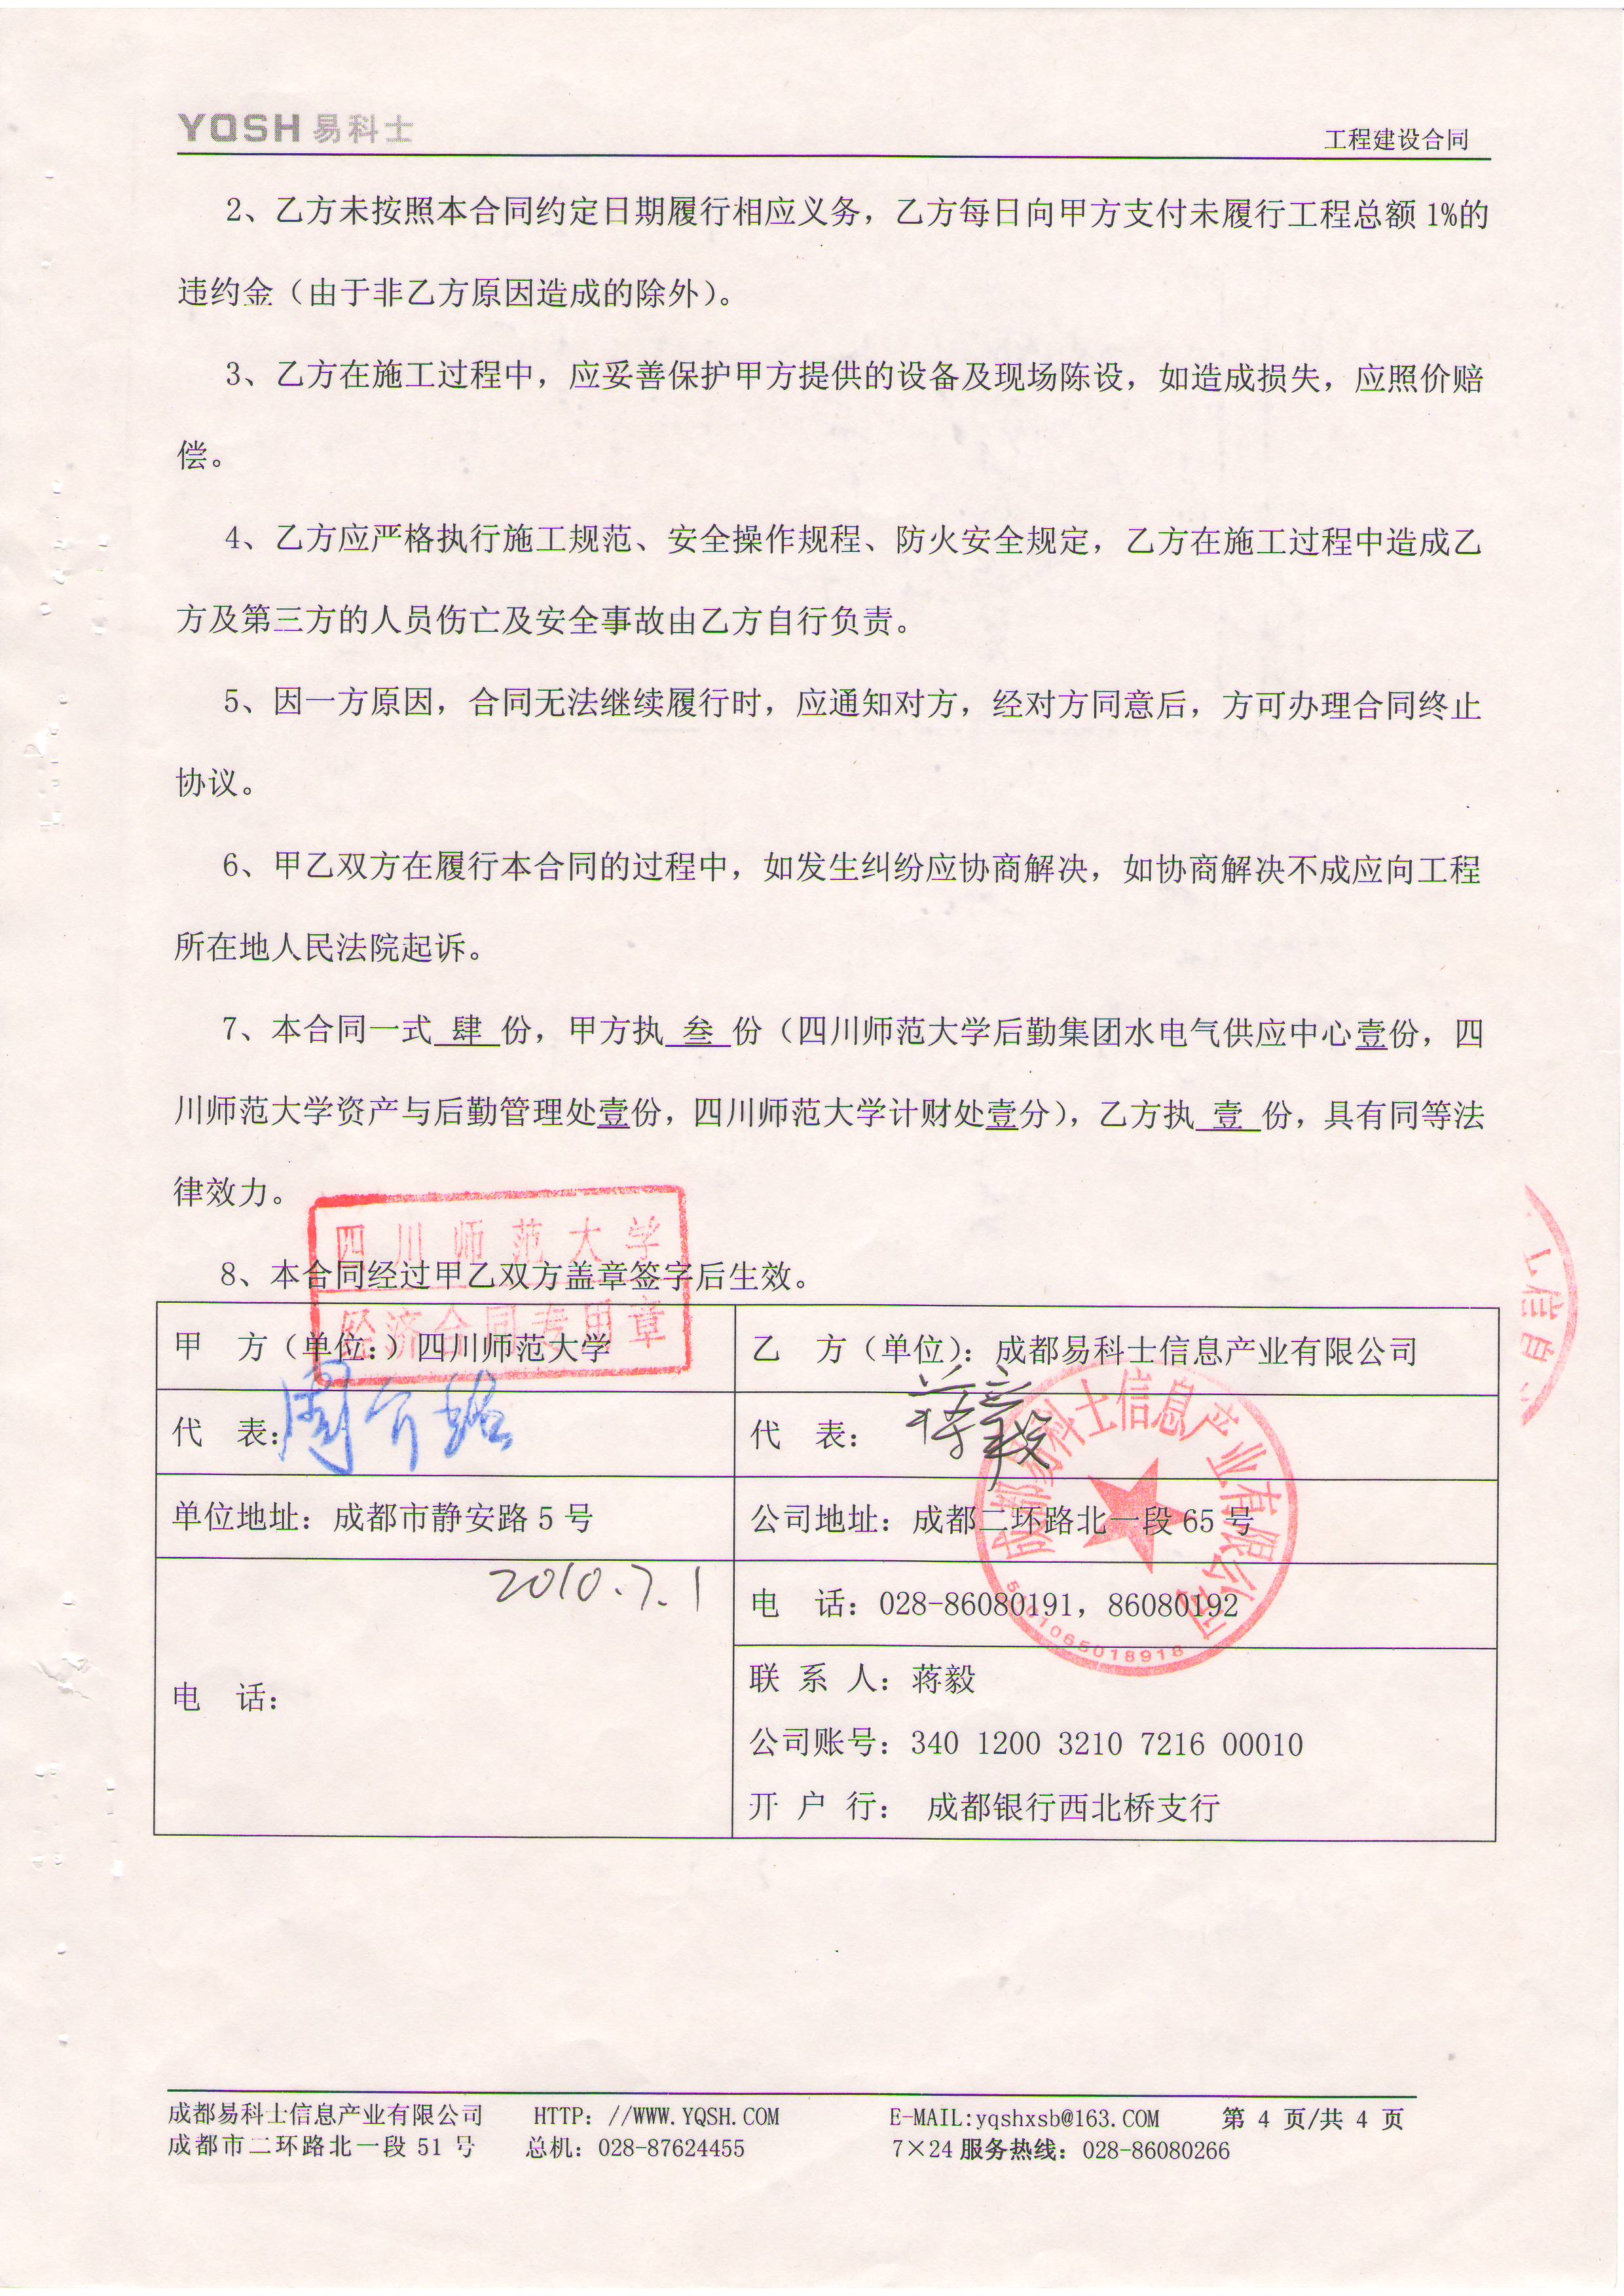 YQSH 易科士
工程建设合同
2、乙方未按照本合同约定日期履行相应义务，乙方每日向甲方支付未履行工程总额 1%的
违约金（由于非乙方原因造成的除外）。
3、乙方在施工过程中，应妥善保护甲方提供的设备及现场陈设，如造成损失，应照价赔
偿。
4、乙方应严格执行施工规范、安全操作规程、防火安全规定，乙方在施工过程中造成乙
方及第三方的人员伤亡及安全事故由乙方自行负责。
5、因一方原因，合同无法继续履行时，应通知对方，经对方同意后，方可办理合同终止
协议。
6、甲乙双方在履行本合同的过程中，如发生纠纷应协商解决，如协商解决不成应向工程
所在地人民法院起诉。
7、本合同一式 肆 份，甲方执 叁 份（四川师范大学后勤集团水电气供应中心壹份，四
川师范大学资产与后勤管理处壹份，四川师范大学计财处壹分），乙方执 壹 份，具有同等法
律效力。
四川师范大学
8、本合同经过甲乙双方盖章签字后生效。
经济合同专用章
甲 方（单位：）四川师范大学
乙 方（单位）：成都易科士信息产业有限公司
代 表：周介铭
代 表：蒋毅
单位地址：成都市静安路 5 号
公司地址：成都二环路北一段 65 号
成都易科士信息产业有限公司
2010.7.1
电 话：
电 话：028-86080191，86080192
联 系 人：蒋毅
公司账号：340 1200 3210 7216 00010
开 户 行： 成都银行西北桥支行
成都易科士信息产业有限公司 HTTP：//WWW.YQSH.COM E-MAIL:yqshxsb@163.COM 第 4 页/共 4 页
成都市二环路北一段 51 号 总机：028-87624455 7×24 服务热线：028-86080266